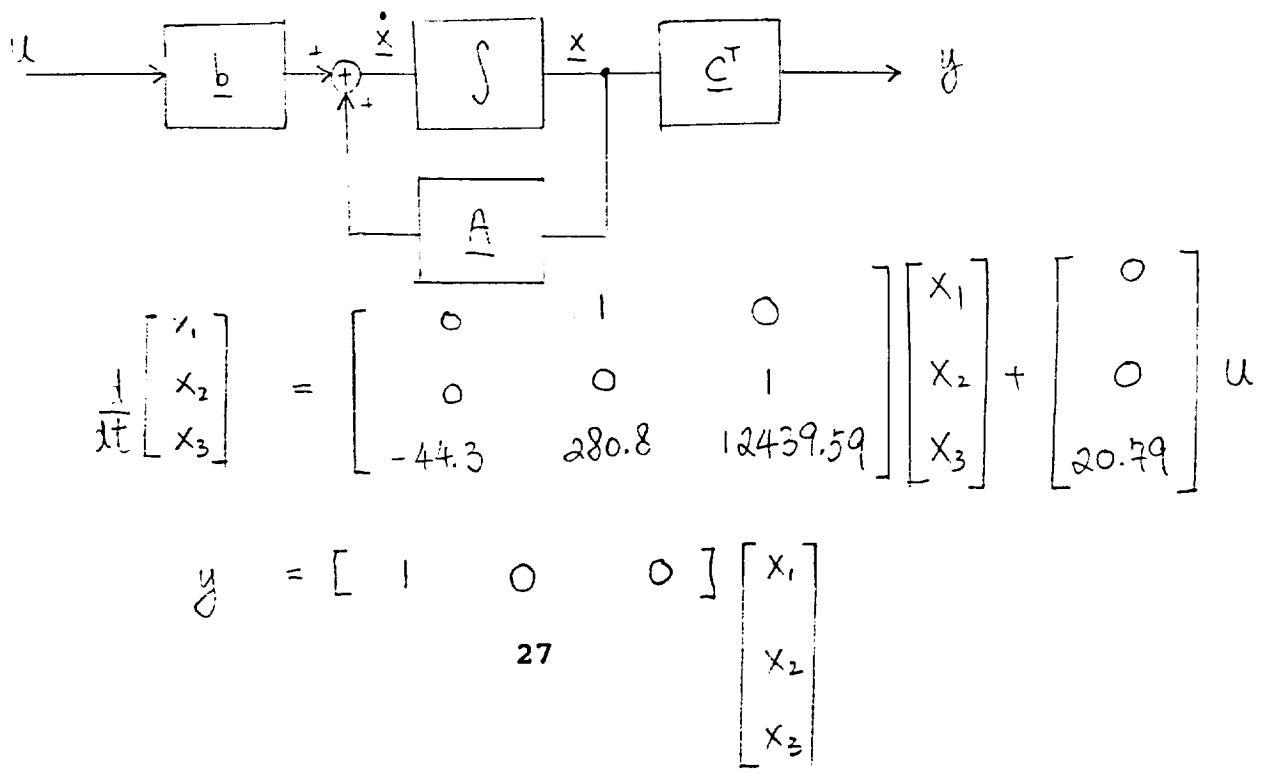 u b + + + ẋ ∫ x C^T y
A
d/dt [ x₁ x₂ x₃ ] = [ 0 1 0 0 0 1 -44.3 280.8 12439.59 ] [ x₁ x₂ x₃ ] + [ 0 0 20.79 ] u
y = [ 1 0 0 ] [ x₁ x₂ x₃ ]
27